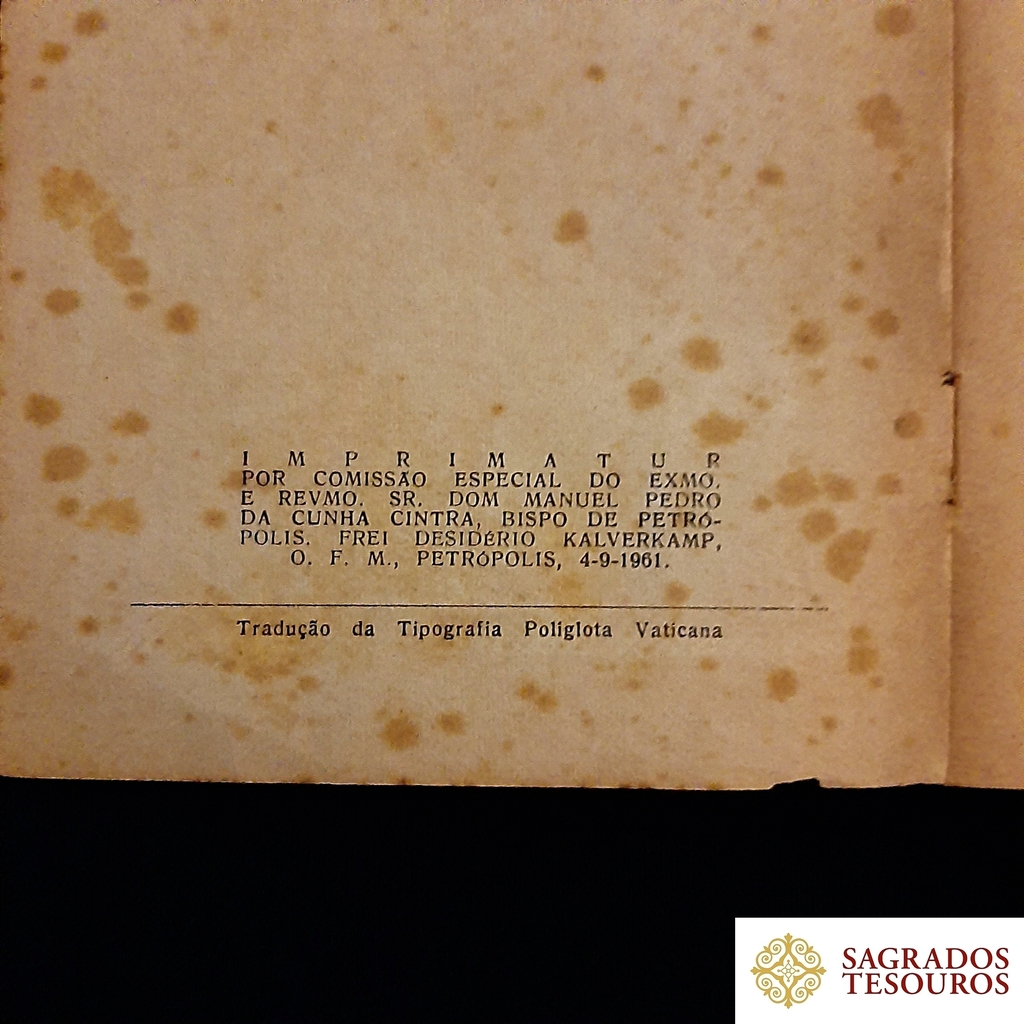 I M P R I M A T U R
POR COMISSÃO ESPECIAL DO EXMO.
E REVMO. SR. DOM MANUEL PEDRO
DA CUNHA CINTRA, BISPO DE PETRÓ-
POLIS. FREI DESIDÉRIO KALVERKAMP,
O. F. M., PETRÓPOLIS, 4-9-1961.
Tradução da Tipografia Poliglota Vaticana
SAGRADOS
TESOUROS